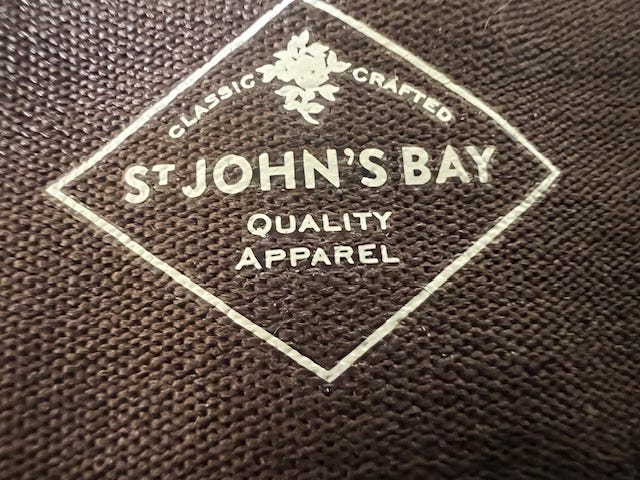 CLASSIC CRAFTED
ST JOHN'S BAY
QUALITY
APPAREL